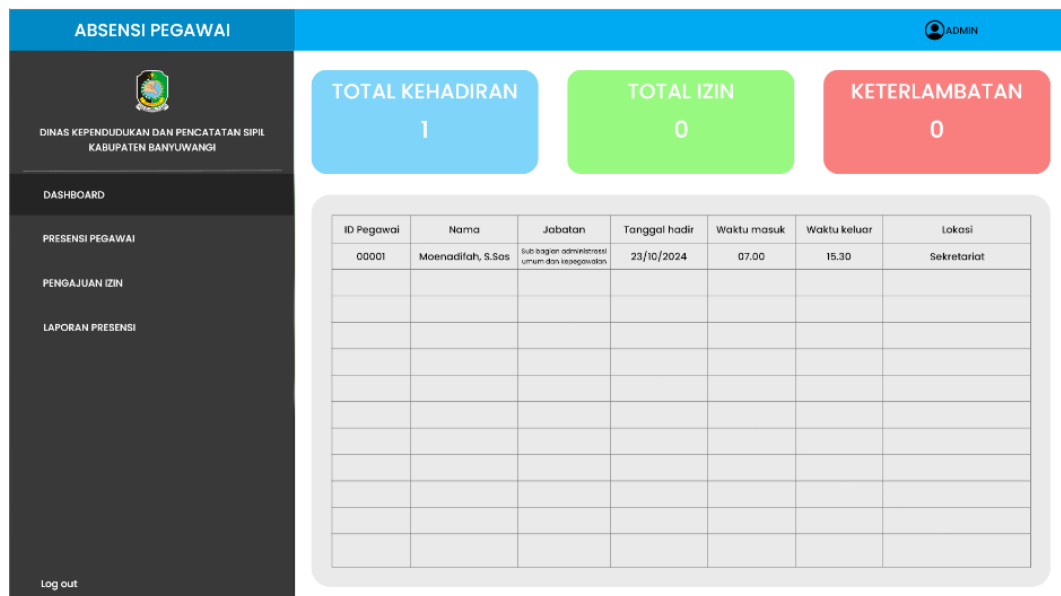 ABSENSI PEGAWAI
ADMIN
DINAS KEPENDUDUKAN DAN PENCATATAN SIPIL
KABUPATEN BANYUWANGI
DASHBOARD
PRESENSI PEGAWAI
PENGAJUAN IZIN
LAPORAN PRESENSI
Log out
TOTAL KEHADIRAN
1
TOTAL IZIN
0
KETERLAMBATAN
0
ID Pegawai Nama Jabatan Tanggal hadir Waktu masuk Waktu keluar Lokasi
00001 Moenadifah, S.Sos Sub bagian administrassi umum dan kepegawaian 23/10/2024 07.00 15.30 Sekretariat